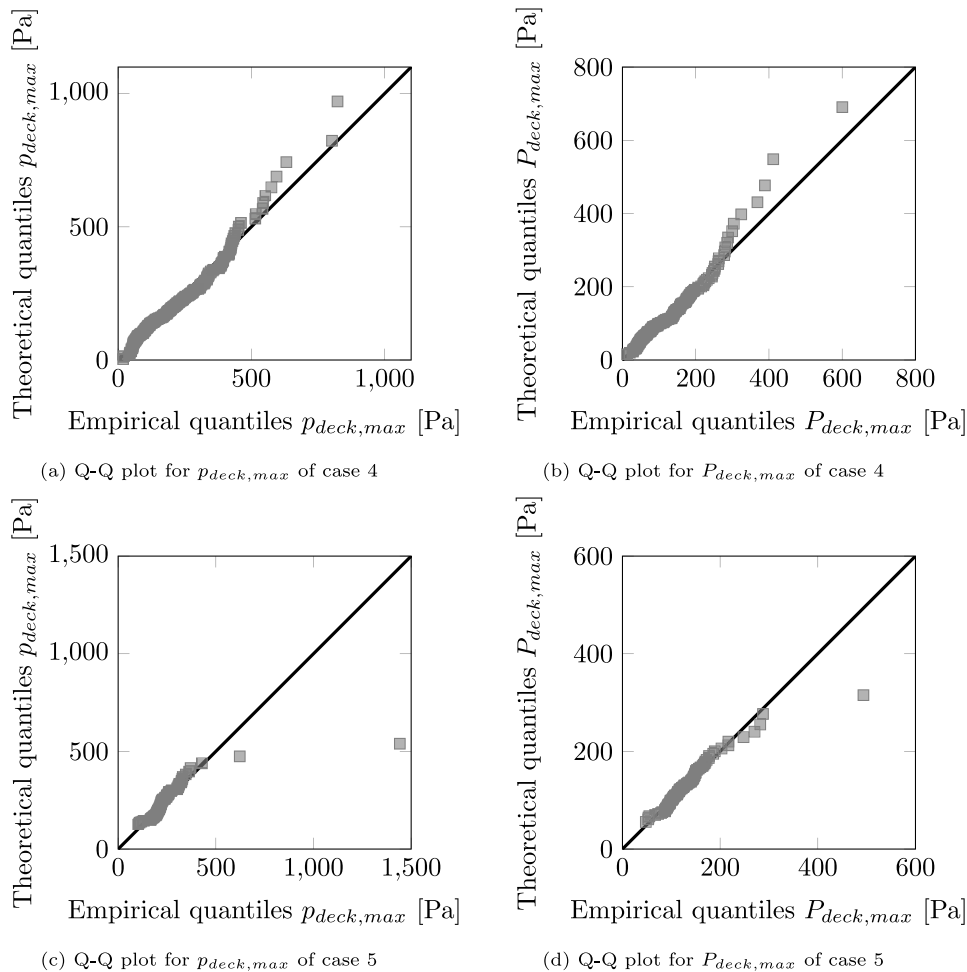 Theoretical quantiles p_deck,max [Pa]
1,000
500
0
0 500 1,000
Empirical quantiles p_deck,max [Pa]
(a) Q-Q plot for p_deck,max of case 4
Theoretical quantiles P_deck,max [Pa]
800
600
400
200
0
0 200 400 600 800
Empirical quantiles P_deck,max [Pa]
(b) Q-Q plot for P_deck,max of case 4
Theoretical quantiles p_deck,max [Pa]
1,500
1,000
500
0
0 500 1,000 1,500
Empirical quantiles p_deck,max [Pa]
(c) Q-Q plot for p_deck,max of case 5
Theoretical quantiles P_deck,max [Pa]
600
400
200
0
0 200 400 600
Empirical quantiles P_deck,max [Pa]
(d) Q-Q plot for P_deck,max of case 5